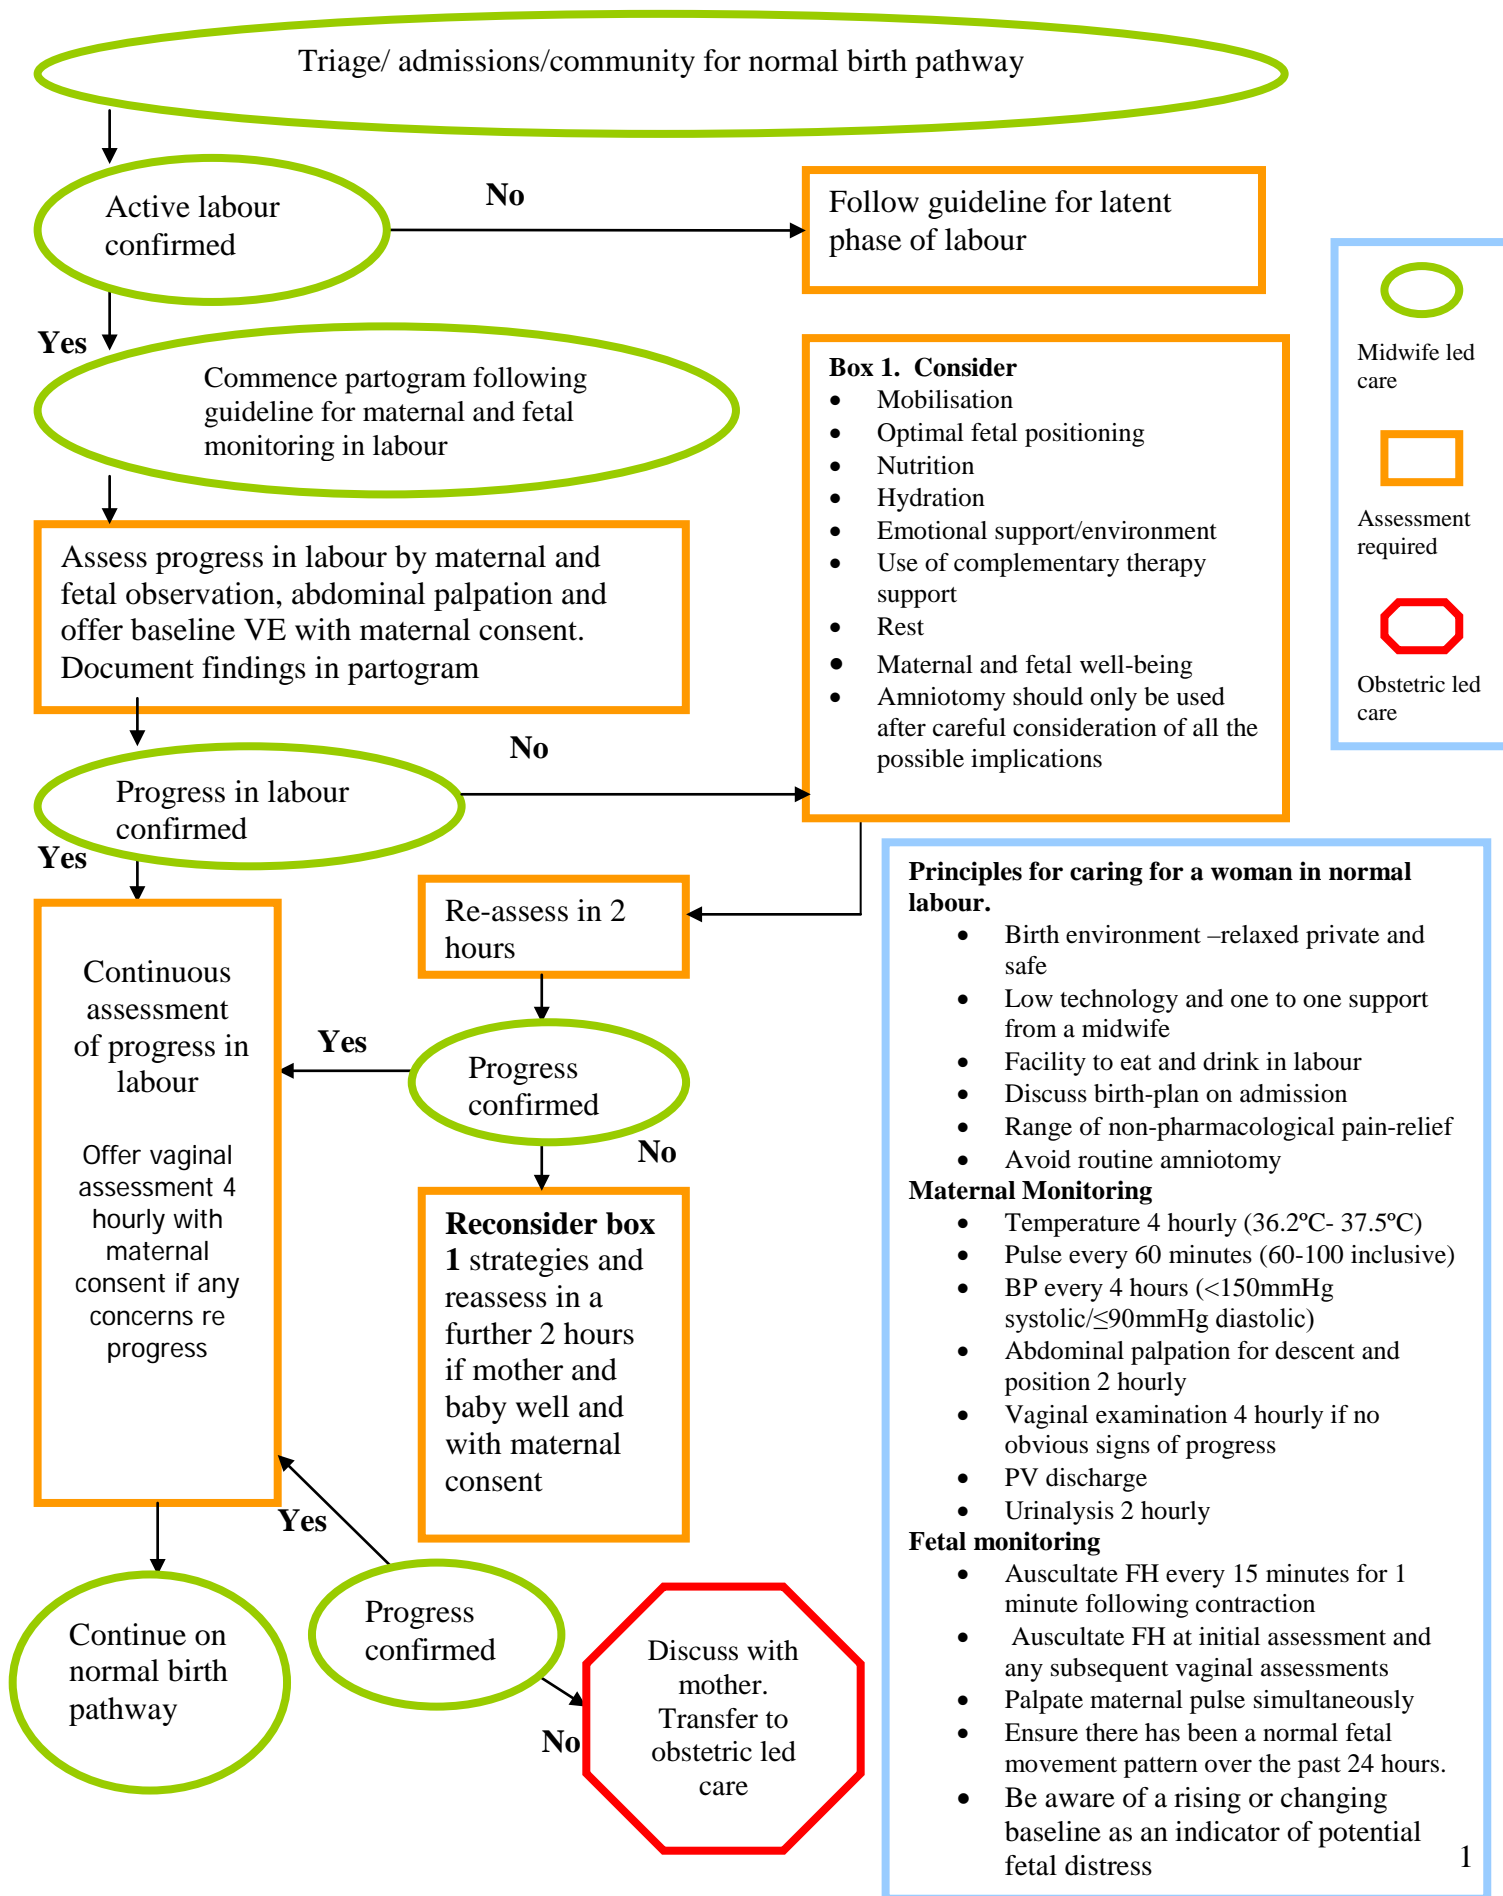 Triage/ admissions/community for normal birth pathway
Active labour
confirmed
No
Follow guideline for latent
phase of labour
Yes
Commence partogram following
guideline for maternal and fetal
monitoring in labour
Assess progress in labour by maternal and
fetal observation, abdominal palpation and
offer baseline VE with maternal consent.
Document findings in partogram
Box 1.  Consider
• Mobilisation
• Optimal fetal positioning
• Nutrition
• Hydration
• Emotional support/environment
• Use of complementary therapy
support
• Rest
• Maternal and fetal well-being
• Amniotomy should only be used
after careful consideration of all the
possible implications
Midwife led
care
Assessment
required
Obstetric led
care
No
Progress in labour
confirmed
Yes
Re-assess in 2
hours
Continuous
assessment
of progress in
labour
Offer vaginal
assessment 4
hourly with
maternal
consent if any
concerns re
progress
Yes
Progress
confirmed
No
Reconsider box
1 strategies and
reassess in a
further 2 hours
if mother and
baby well and
with maternal
consent
Yes
Continue on
normal birth
pathway
Progress
confirmed
No
Discuss with
mother.
Transfer to
obstetric led
care
Principles for caring for a woman in normal
labour.
• Birth environment –relaxed private and
safe
• Low technology and one to one support
from a midwife
• Facility to eat and drink in labour
• Discuss birth-plan on admission
• Range of non-pharmacological pain-relief
• Avoid routine amniotomy
Maternal Monitoring
• Temperature 4 hourly (36.2ºC- 37.5ºC)
• Pulse every 60 minutes (60-100 inclusive)
• BP every 4 hours (<150mmHg
systolic/≤90mmHg diastolic)
• Abdominal palpation for descent and
position 2 hourly
• Vaginal examination 4 hourly if no
obvious signs of progress
• PV discharge
• Urinalysis 2 hourly
Fetal monitoring
• Auscultate FH every 15 minutes for 1
minute following contraction
• Auscultate FH at initial assessment and
any subsequent vaginal assessments
• Palpate maternal pulse simultaneously
• Ensure there has been a normal fetal
movement pattern over the past 24 hours.
• Be aware of a rising or changing
baseline as an indicator of potential
fetal distress
1